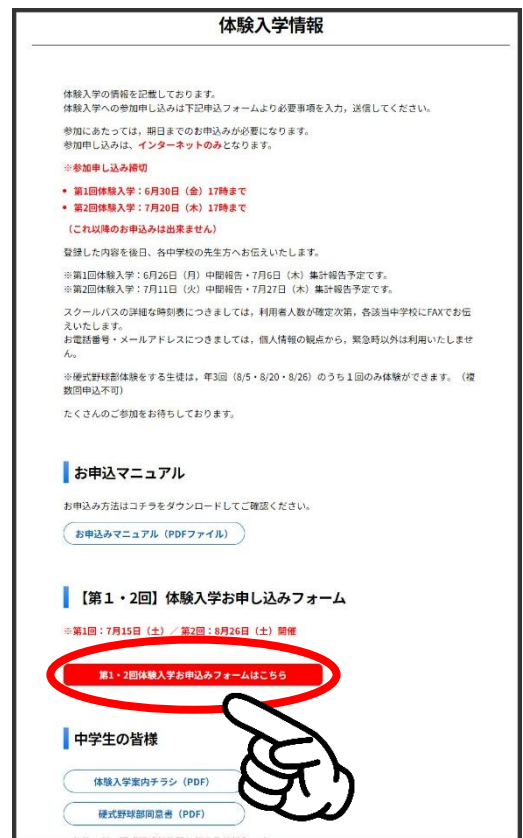 体験入学情報
体験入学の情報を記載しております。
体験入学への参加申し込みは下記申込フォームより必要事項を入力，送信してください。
参加にあたっては，期日までのお申込みが必要になります。
参加申し込みは、インターネットのみとなります。
※参加申し込み締切
• 第1回体験入学：6月30日（金）17時まで
• 第2回体験入学：7月20日（木）17時まで
（これ以降のお申込みは出来ません）
登録した内容を後日、各中学校の先生方へお伝えいたします。
※第1回体験入学：6月26日（月）中間報告・7月6日（木）集計報告予定です。
※第2回体験入学：7月11日（火）中間報告・7月27日（木）集計報告予定です。
スクールバスの詳細な時刻表につきましては，利用者人数が確定次第，各該当中学校にFAXでお伝
えいたします。
お電話番号・メールアドレスにつきましては，個人情報の観点から，緊急時以外は利用いたしませ
ん。
※硬式野球部体験をする生徒は，年3回（8/5・8/20・8/26）のうち１回のみ体験ができます。（複
数回申込不可）
たくさんのご参加をお待ちしております。
お申込マニュアル
お申込み方法はコチラをダウンロードしてご確認ください。
お申込みマニュアル（PDFファイル）
【第１・2回】体験入学お申し込みフォーム
※第1回：7月15日（土）／ 第2回：8月26日（土）開催
第1・2回体験入学お申込みフォームはこちら
中学生の皆様
体験入学案内チラシ（PDF）
硬式野球部同意書（PDF）